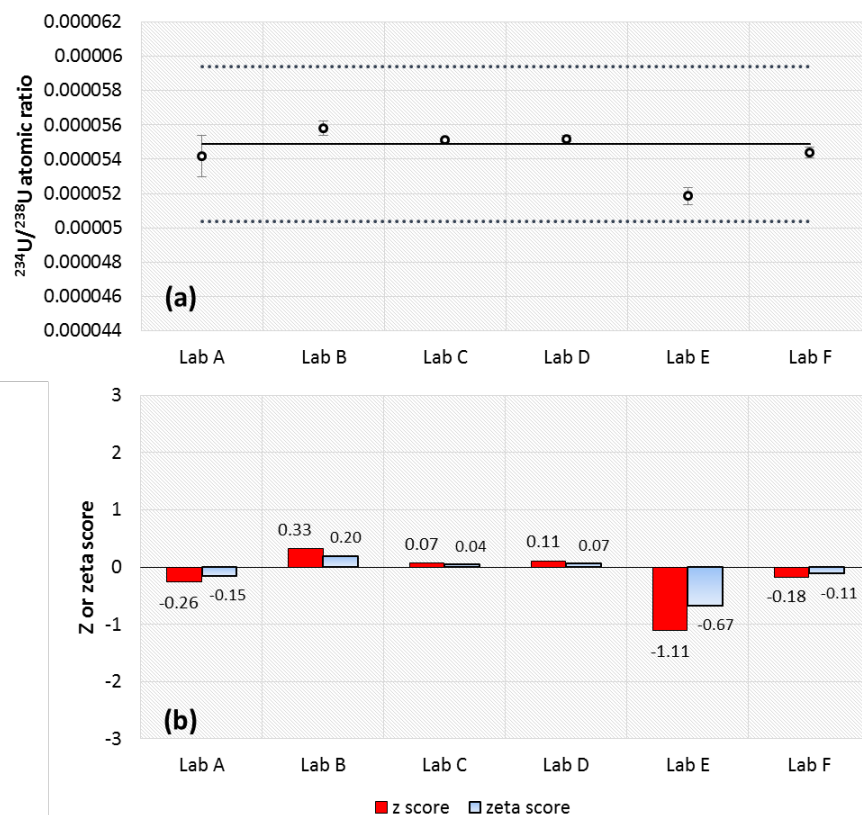 0.000062
0.00006
0.000058
0.000056
0.000054
0.000052
0.00005
0.000048
0.000046
0.000044
²³⁴U/²³⁸U atomic ratio
(a)
Lab A Lab B Lab C Lab D Lab E Lab F
3
2
1
0
-1
-2
-3
Z or zeta score
-0.26 -0.15 0.33 0.20 0.07 0.04 0.11 0.07 -1.11 -0.67 -0.18 -0.11
(b)
Lab A Lab B Lab C Lab D Lab E Lab F
z score zeta score